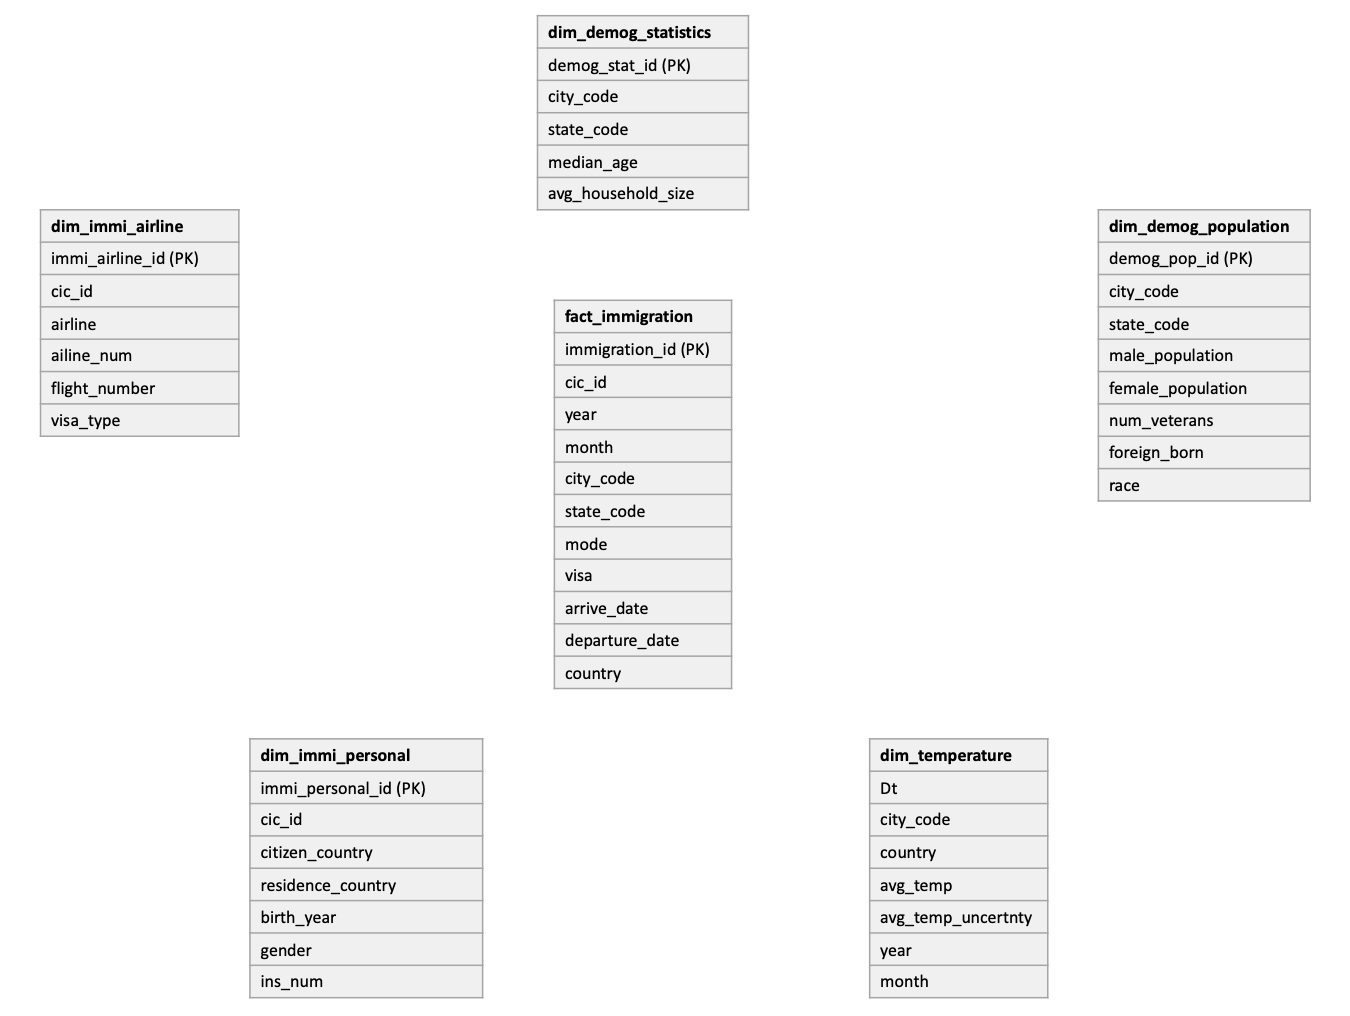 dim_demog_statistics
demog_stat_id (PK)
city_code
state_code
median_age
avg_household_size
dim_immi_airline
immi_airline_id (PK)
cic_id
airline
ailine_num
flight_number
visa_type
fact_immigration
immigration_id (PK)
cic_id
year
month
city_code
state_code
mode
visa
arrive_date
departure_date
country
dim_demog_population
demog_pop_id (PK)
city_code
state_code
male_population
female_population
num_veterans
foreign_born
race
dim_immi_personal
immi_personal_id (PK)
cic_id
citizen_country
residence_country
birth_year
gender
ins_num
dim_temperature
Dt
city_code
country
avg_temp
avg_temp_uncertnty
year
month